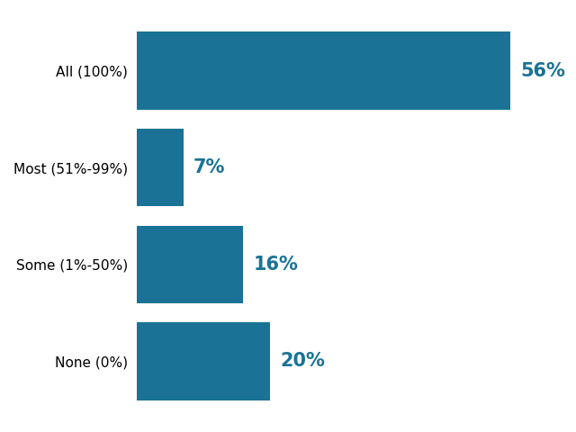 All (100%) 56%
Most (51%-99%) 7%
Some (1%-50%) 16%
None (0%) 20%